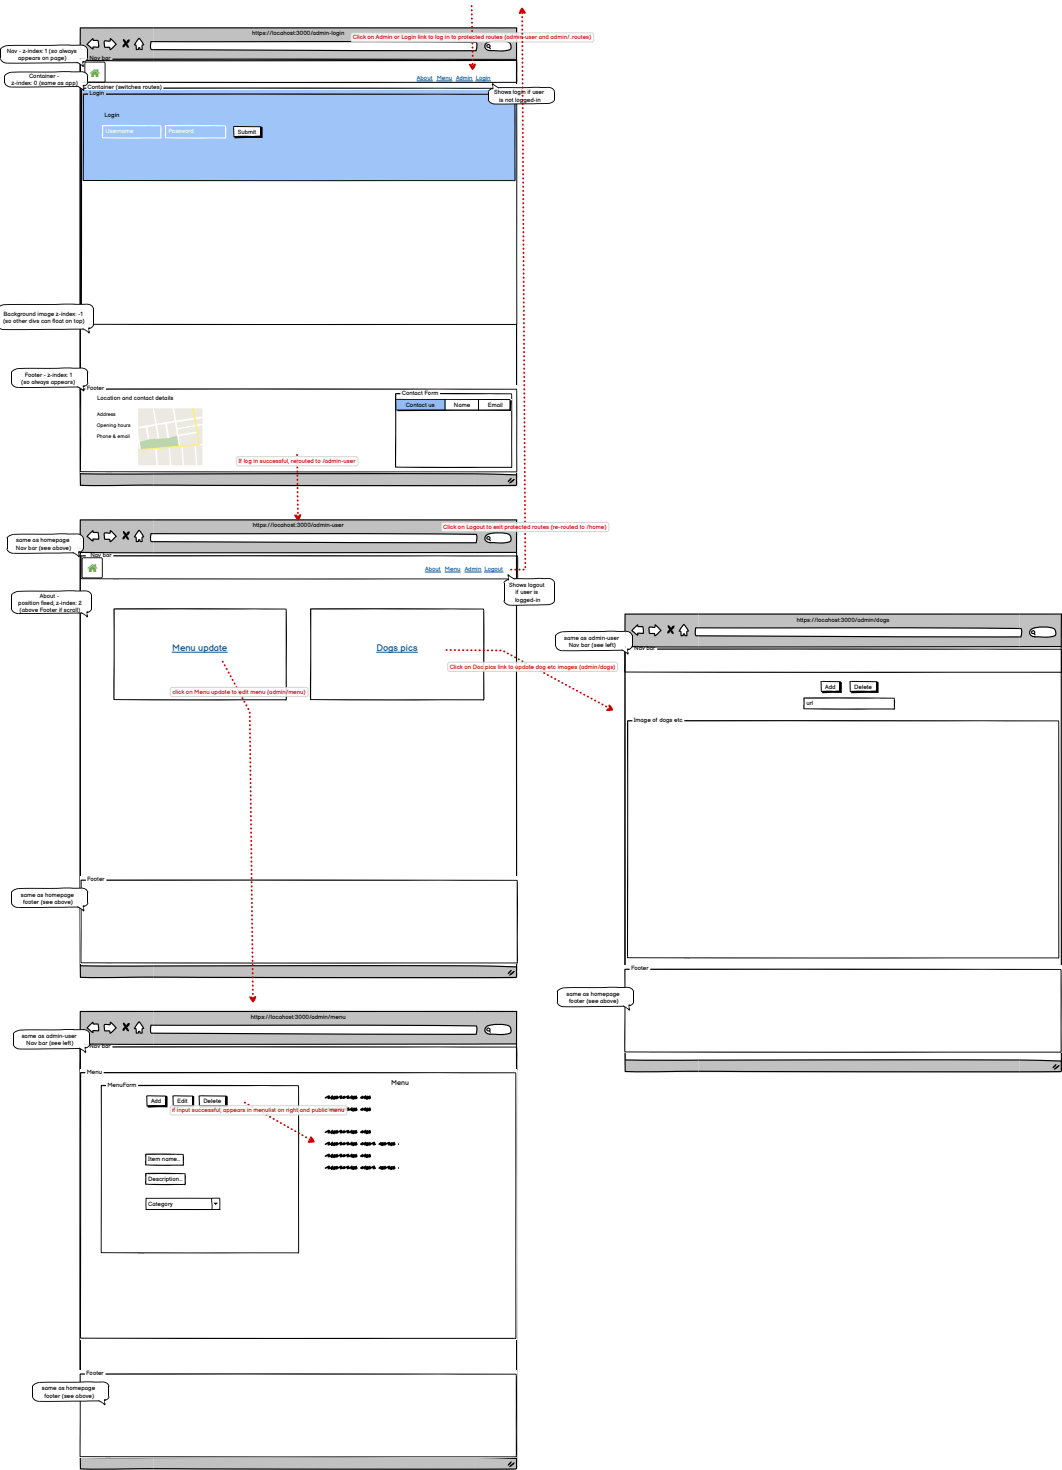 https://locahost:3000/admin-login
Click on Admin or Login link to log in to protected routes (admin-user and admin/..routes)
Nav - z-index: 1 (so always
appears on page)
Nav bar
Container -
z-index: 0 (same as app)
About Menu Admin Login
Container (switches routes)
Login
Shows login if user
is not logged-in
Login
Username
Password
Submit
Background image z-index: -1
(so other divs can float on top)
Footer - z-index: 1
(so always appears)
Footer
Location and contact details
Address
Opening hours
Phone & email
Contact Form
Contact us
Name
Email
If log in successful, rerouted to /admin-user
https://locahost:3000/admin-user
Click on Logout to exit protected routes (re-routed to /home)
same as homepage
Nav bar (see above)
Nav bar
About Menu Admin Logout
Shows logout
if user is
logged-in
About -
position fixed, z-index: 2
(above Footer if scroll)
Menu update
Dogs pics
Click on Doc pics link to update dog etc images (admin/dogs)
click on Menu update to edit menu (admin/menu)
Footer
same as homepage
footer (see above)
https://locahost:3000/admin/dogs
same as admin-user
Nav bar (see left)
Nav bar
Add
Delete
url
Image of dogs etc
Footer
same as homepage
footer (see above)
https://locahost:3000/admin/menu
same as admin-user
Nav bar (see left)
Nav bar
Menu
MenuForm
Add
Edit
Delete
if input successful, appears in menulist on right and public menu
Item name..
Description..
Category
Menu
Footer
same as homepage
footer (see above)